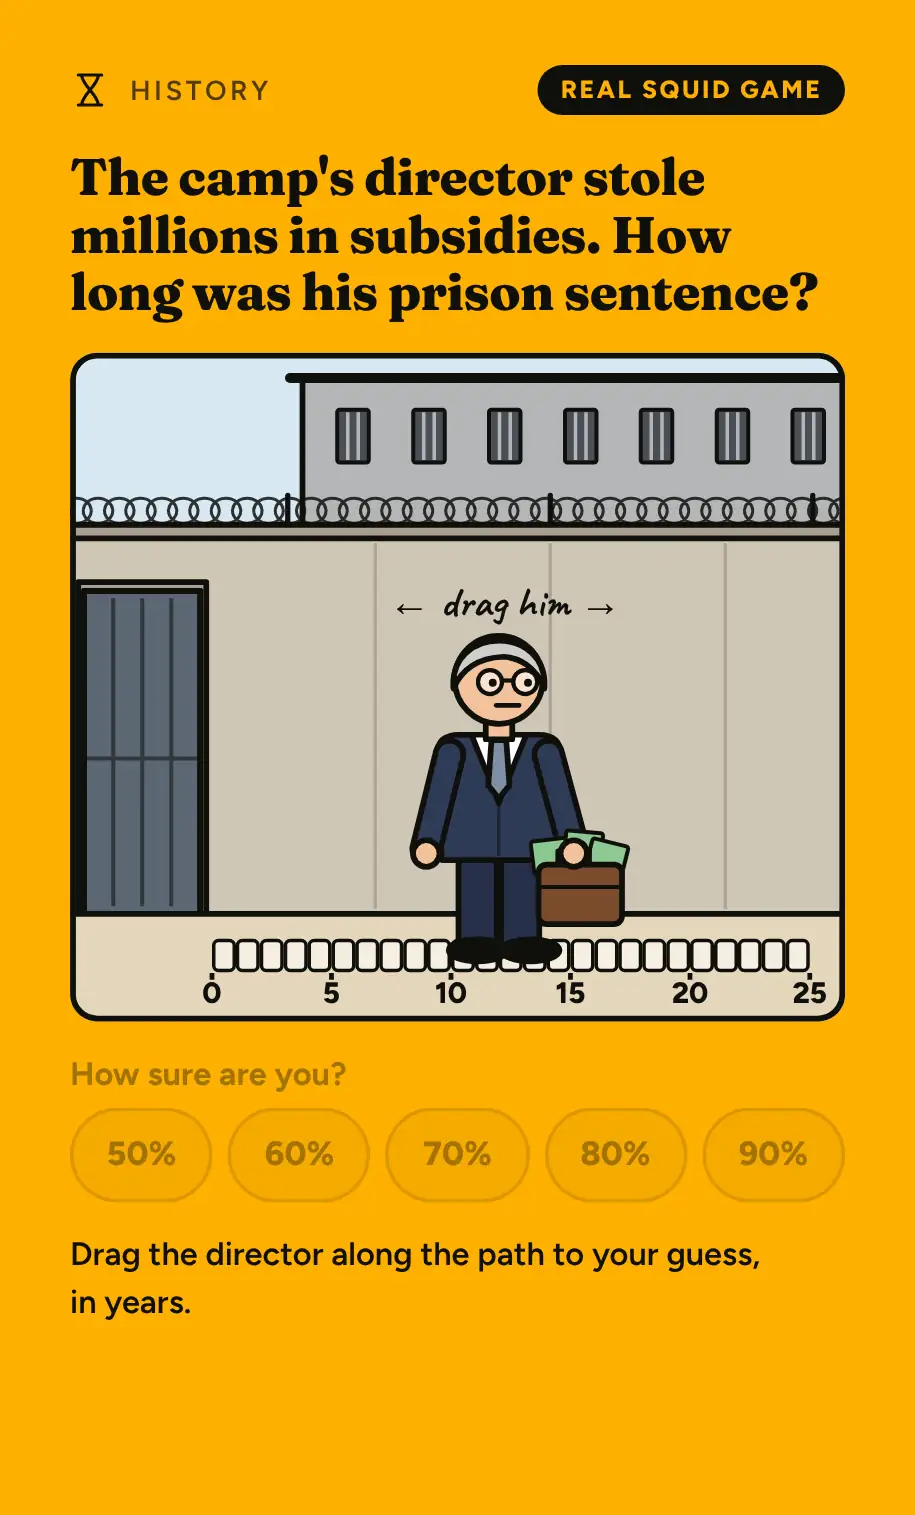 HISTORY
REAL SQUID GAME
The camp's director stole
millions in subsidies. How
long was his prison sentence?
← drag him →
0 5 10 15 20 25
How sure are you?
50% 60% 70% 80% 90%
Drag the director along the path to your guess,
in years.